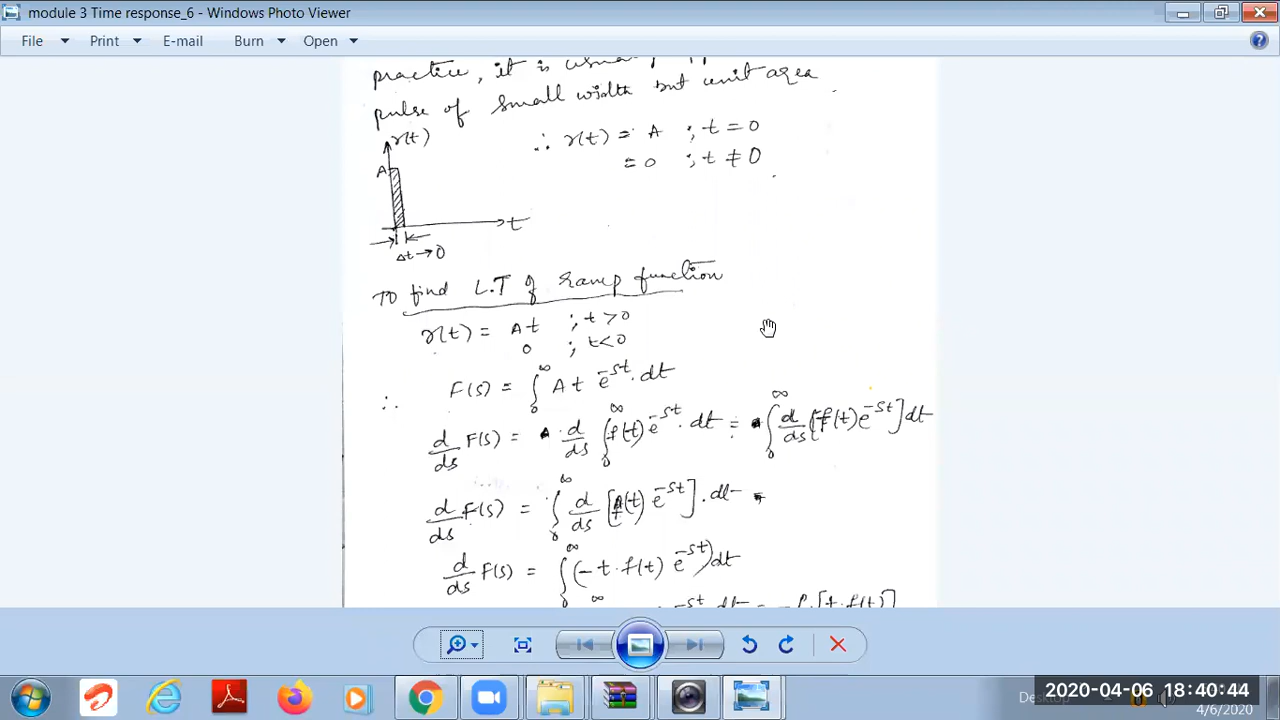 module 3 Time response_6 - Windows Photo Viewer
File Print E-mail Burn Open
practice, it is
pulse of small width but unit area
r(t)
∴ r(t) = A ; t = 0
= 0 ; t ≠ 0
A
t
Δt→0
To find L.T of Ramp function
r(t) = At ; t > 0
0 ; t < 0
∴ F(s) = ∫₀^∞ A t e^-st . dt
d/ds F(s) = d/ds ∫₀^∞ f(t) e^-st . dt = ∫₀^∞ d/ds [f(t) e^-st] dt
d/ds F(s) = ∫₀^∞ d/ds [f(t) e^-st] . dt
d/ds F(s) = ∫₀^∞ (-t . f(t) e^-st) dt
Desktop
2020-04-06 18:40:44
4/6/2020